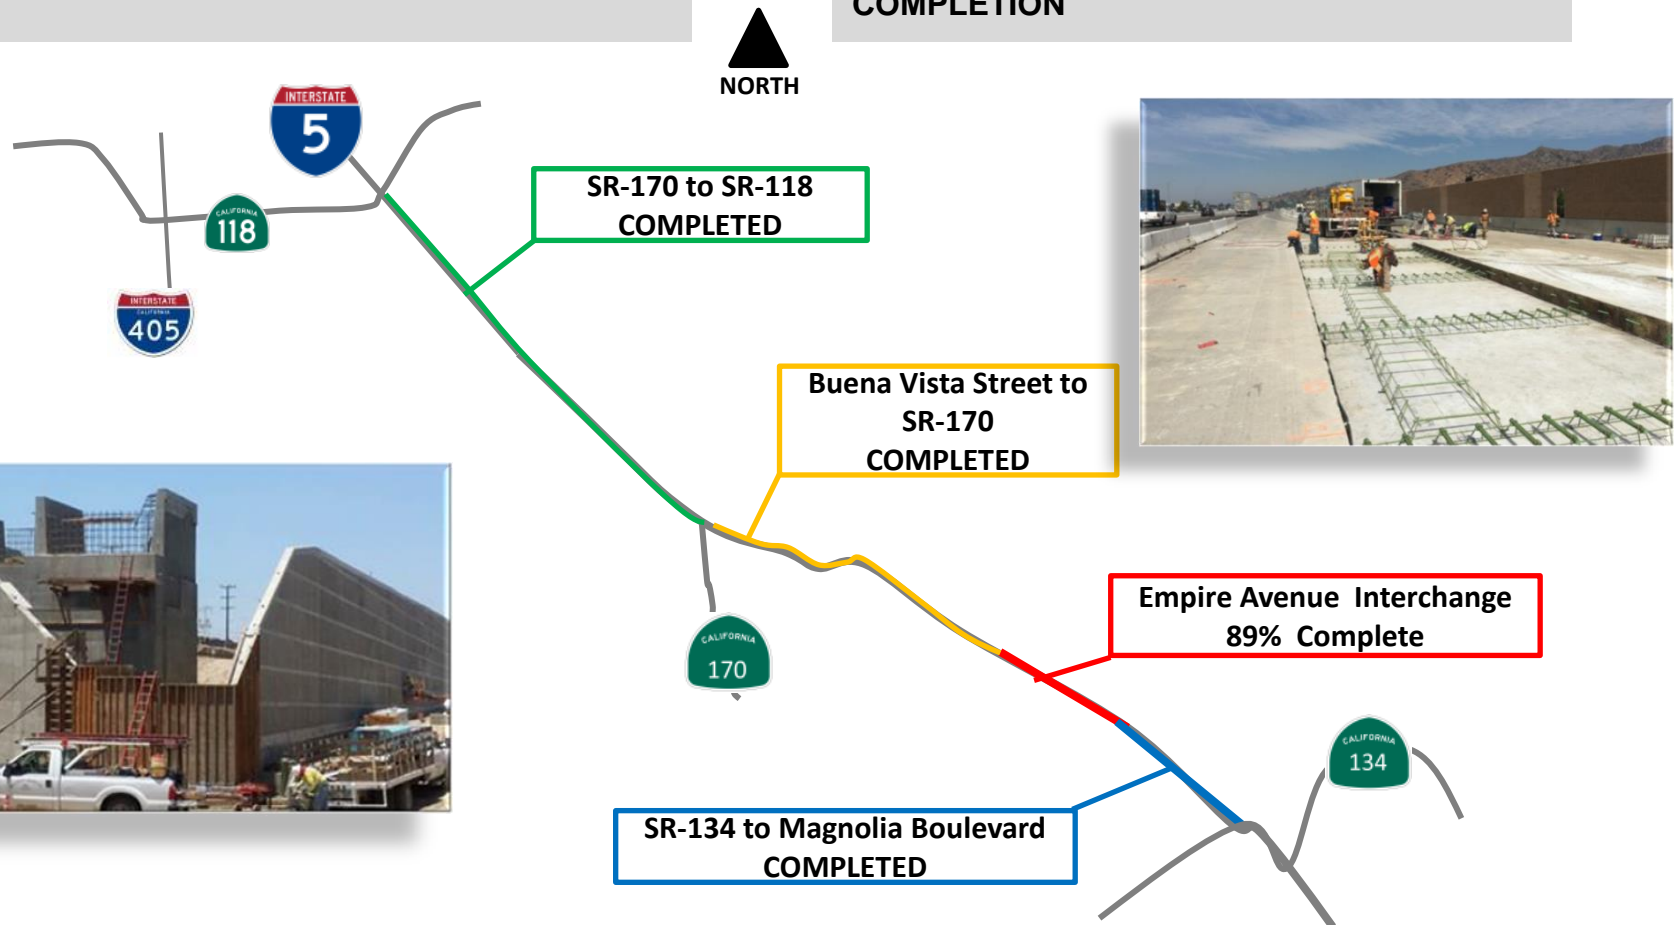 COMPLETION
NORTH
INTERSTATE
5
SR-170 to SR-118
COMPLETED
CALIFORNIA
118
INTERSTATE
CALIFORNIA
405
Buena Vista Street to
SR-170
COMPLETED
Empire Avenue  Interchange
89%  Complete
CALIFORNIA
170
CALIFORNIA
134
SR-134 to Magnolia Boulevard
COMPLETED